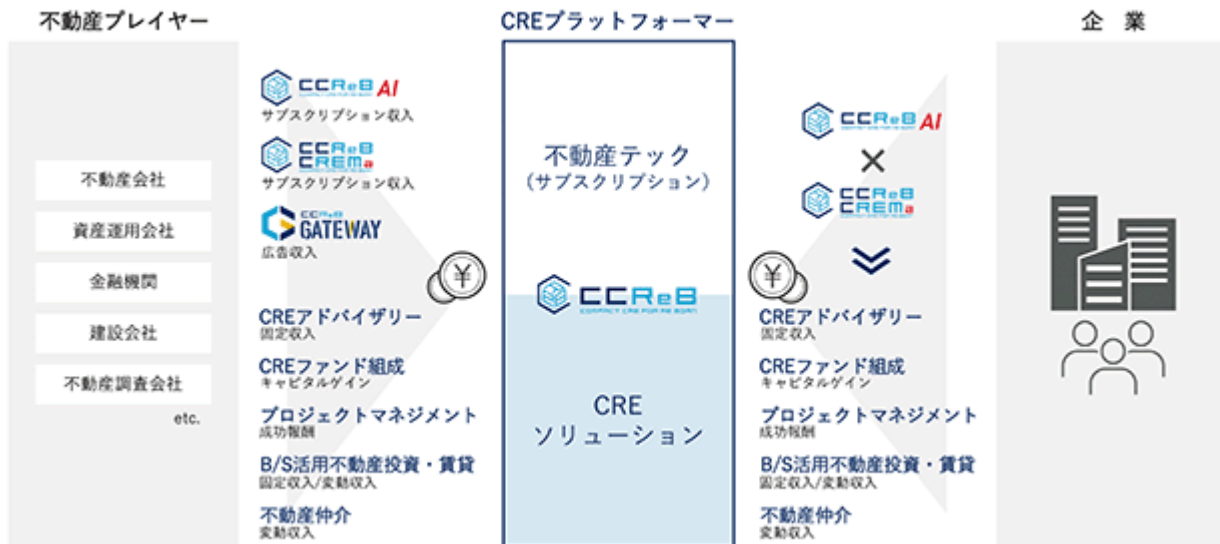 不動産プレイヤー
CREプラットフォーマー
企 業
不動産会社
資産運用会社
金融機関
建設会社
不動産調査会社
etc.
CCReB AI
サブスクリプション収入
CCReB
CREMa
サブスクリプション収入
CCReB
GATEWAY
広告収入
¥
CREアドバイザリー
固定収入
CREファンド組成
キャピタルゲイン
プロジェクトマネジメント
成功報酬
B/S活用不動産投資・賃貸
固定収入/変動収入
不動産仲介
変動収入
不動産テック
(サブスクリプション)
CCReB
COMPACT CRE FOR RE BORN
CRE
ソリューション
CCReB AI
×
CCReB
CREMa
¥
CREアドバイザリー
固定収入
CREファンド組成
キャピタルゲイン
プロジェクトマネジメント
成功報酬
B/S活用不動産投資・賃貸
固定収入/変動収入
不動産仲介
変動収入